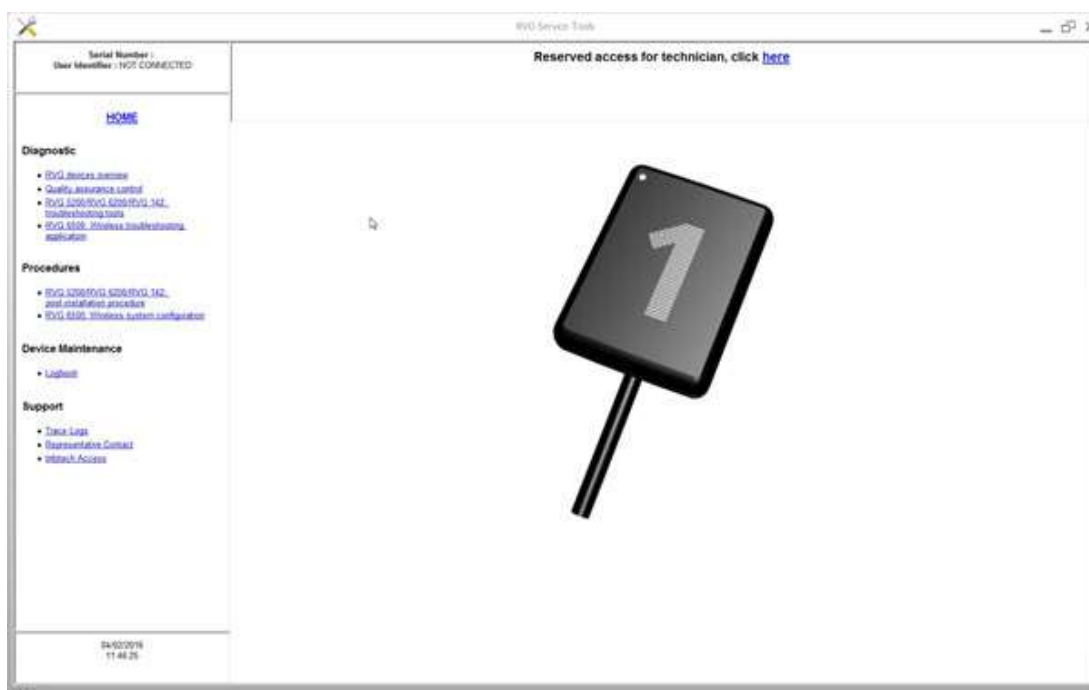 RVG Service Tools
Serial Number :
User Identifier : NOT CONNECTED
Reserved access for technician, click here
HOME
Diagnostic
RVG devices overview
Quality assurance control
RVG 5200/RVG 6200/RVG 142,
troubleshooting tools
RVG 6500, Wireless troubleshooting
application
Procedures
RVG 5200/RVG 6200/RVG 142,
post installation procedure
RVG 6500, Wireless system configuration
Device Maintenance
Logbook
Support
Trace Logs
Representative Contact
Infotech Access
1
04/02/2016
11:46:25